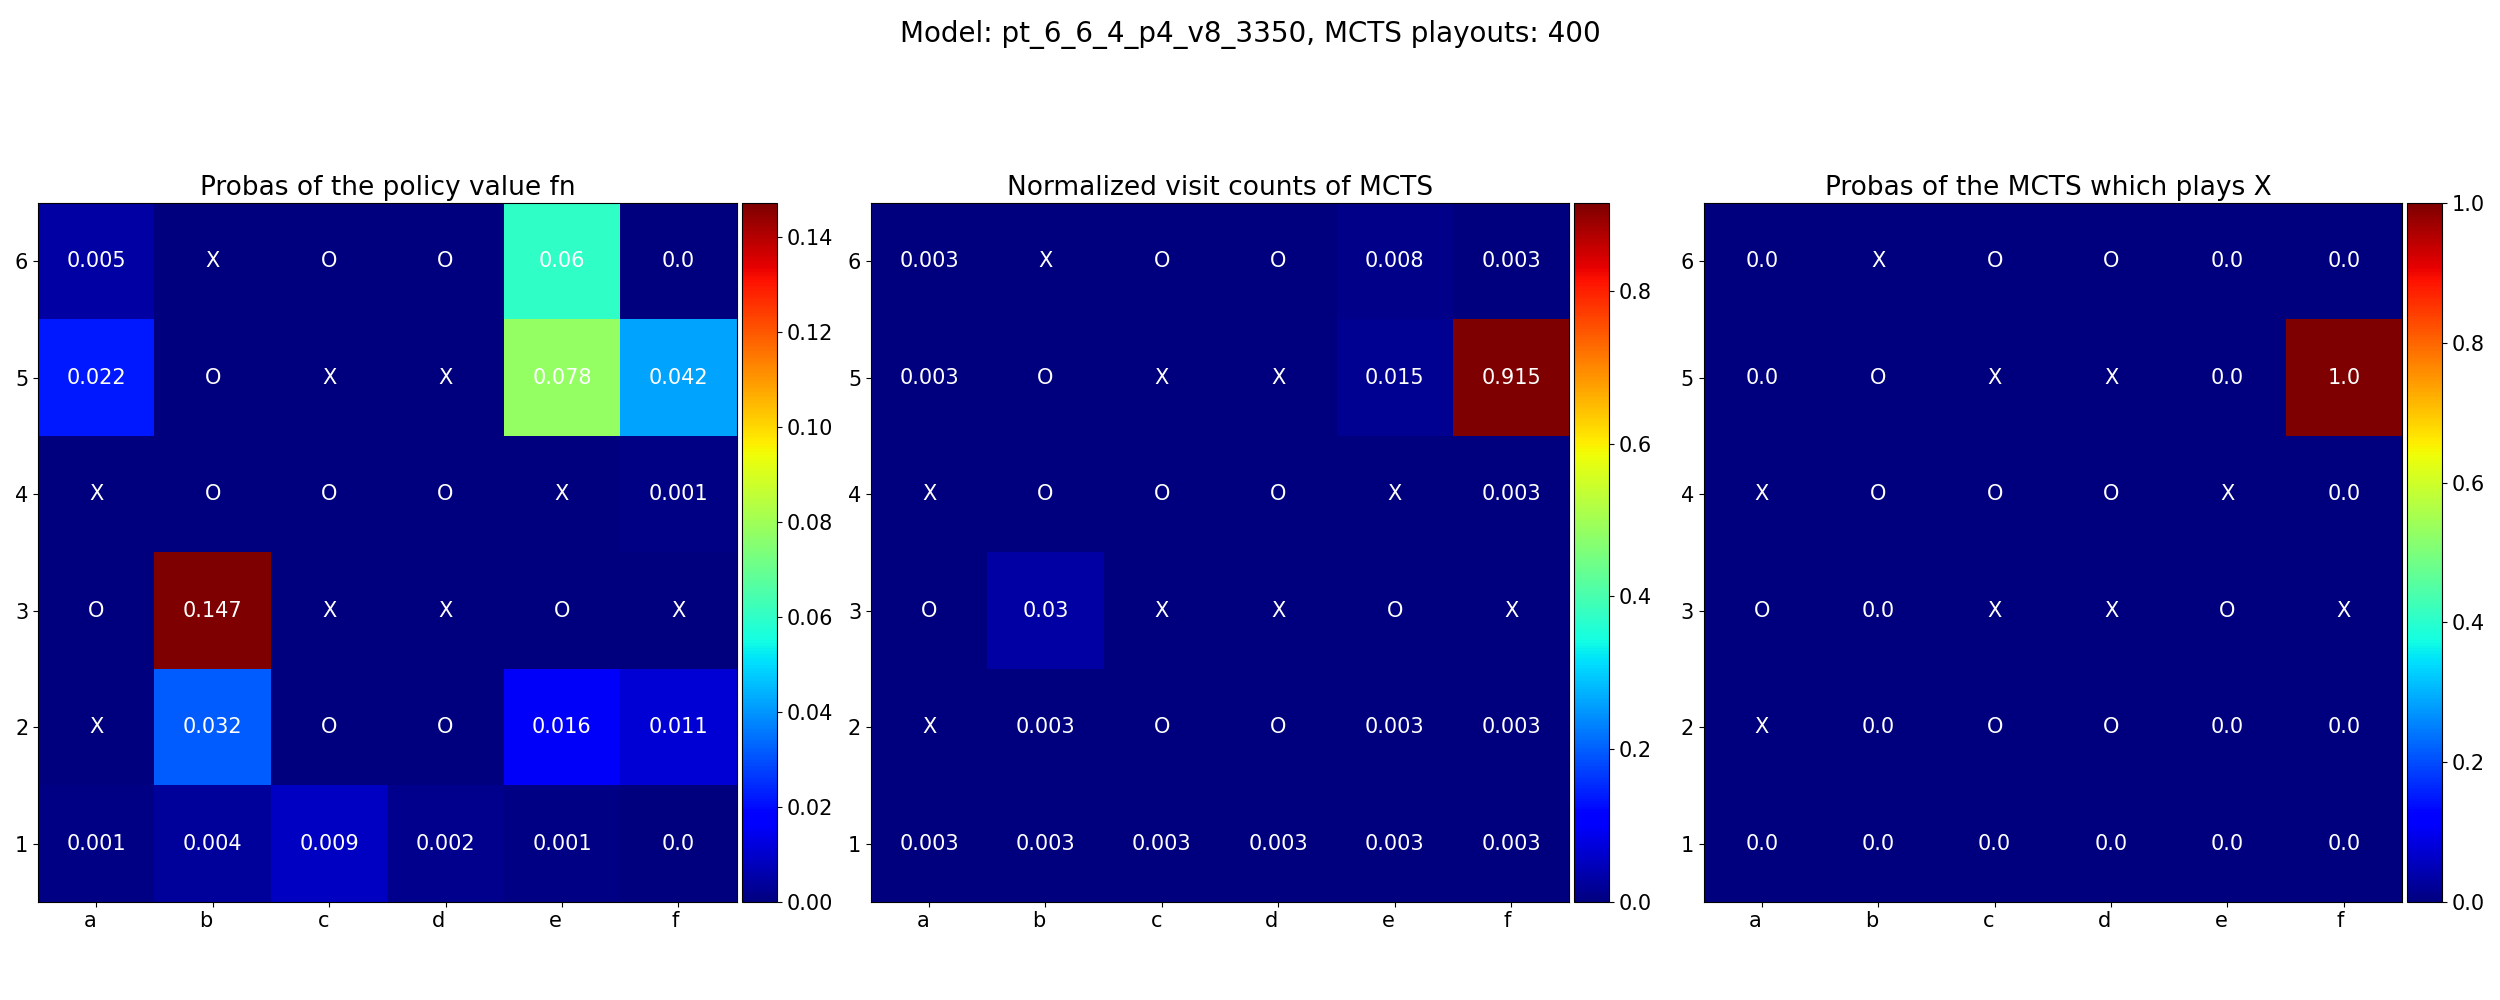 Model: pt_6_6_4_p4_v8_3350, MCTS playouts: 400
Probas of the policy value fn
6 0.005 X O O 0.06 0.0
5 0.022 O X X 0.078 0.042
4 X O O O X 0.001
3 O 0.147 X X O X
2 X 0.032 O O 0.016 0.011
1 0.001 0.004 0.009 0.002 0.001 0.0
a b c d e f
0.14
0.12
0.10
0.08
0.06
0.04
0.02
0.00
Normalized visit counts of MCTS
6 0.003 X O O 0.008 0.003
5 0.003 O X X 0.015 0.915
4 X O O O X 0.003
3 O 0.03 X X O X
2 X 0.003 O O 0.003 0.003
1 0.003 0.003 0.003 0.003 0.003 0.003
a b c d e f
0.8
0.6
0.4
0.2
0.0
Probas of the MCTS which plays X
6 0.0 X O O 0.0 0.0
5 0.0 O X X 0.0 1.0
4 X O O O X 0.0
3 O 0.0 X X O X
2 X 0.0 O O 0.0 0.0
1 0.0 0.0 0.0 0.0 0.0 0.0
a b c d e f
1.0
0.8
0.6
0.4
0.2
0.0